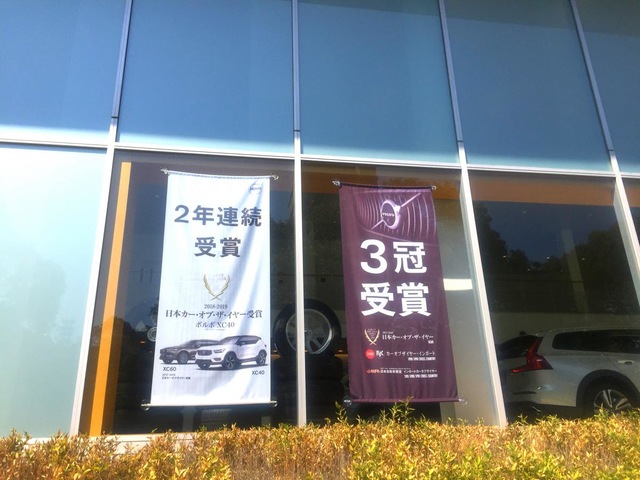 2年連続
受賞
2018-2019
日本カー・オブ・ザ・イヤー受賞
ボルボ XC40
XC60
XC40
VOLVO
3冠
受賞
日本カー・オブ・ザ・イヤー
カーオブザイヤー・インポート